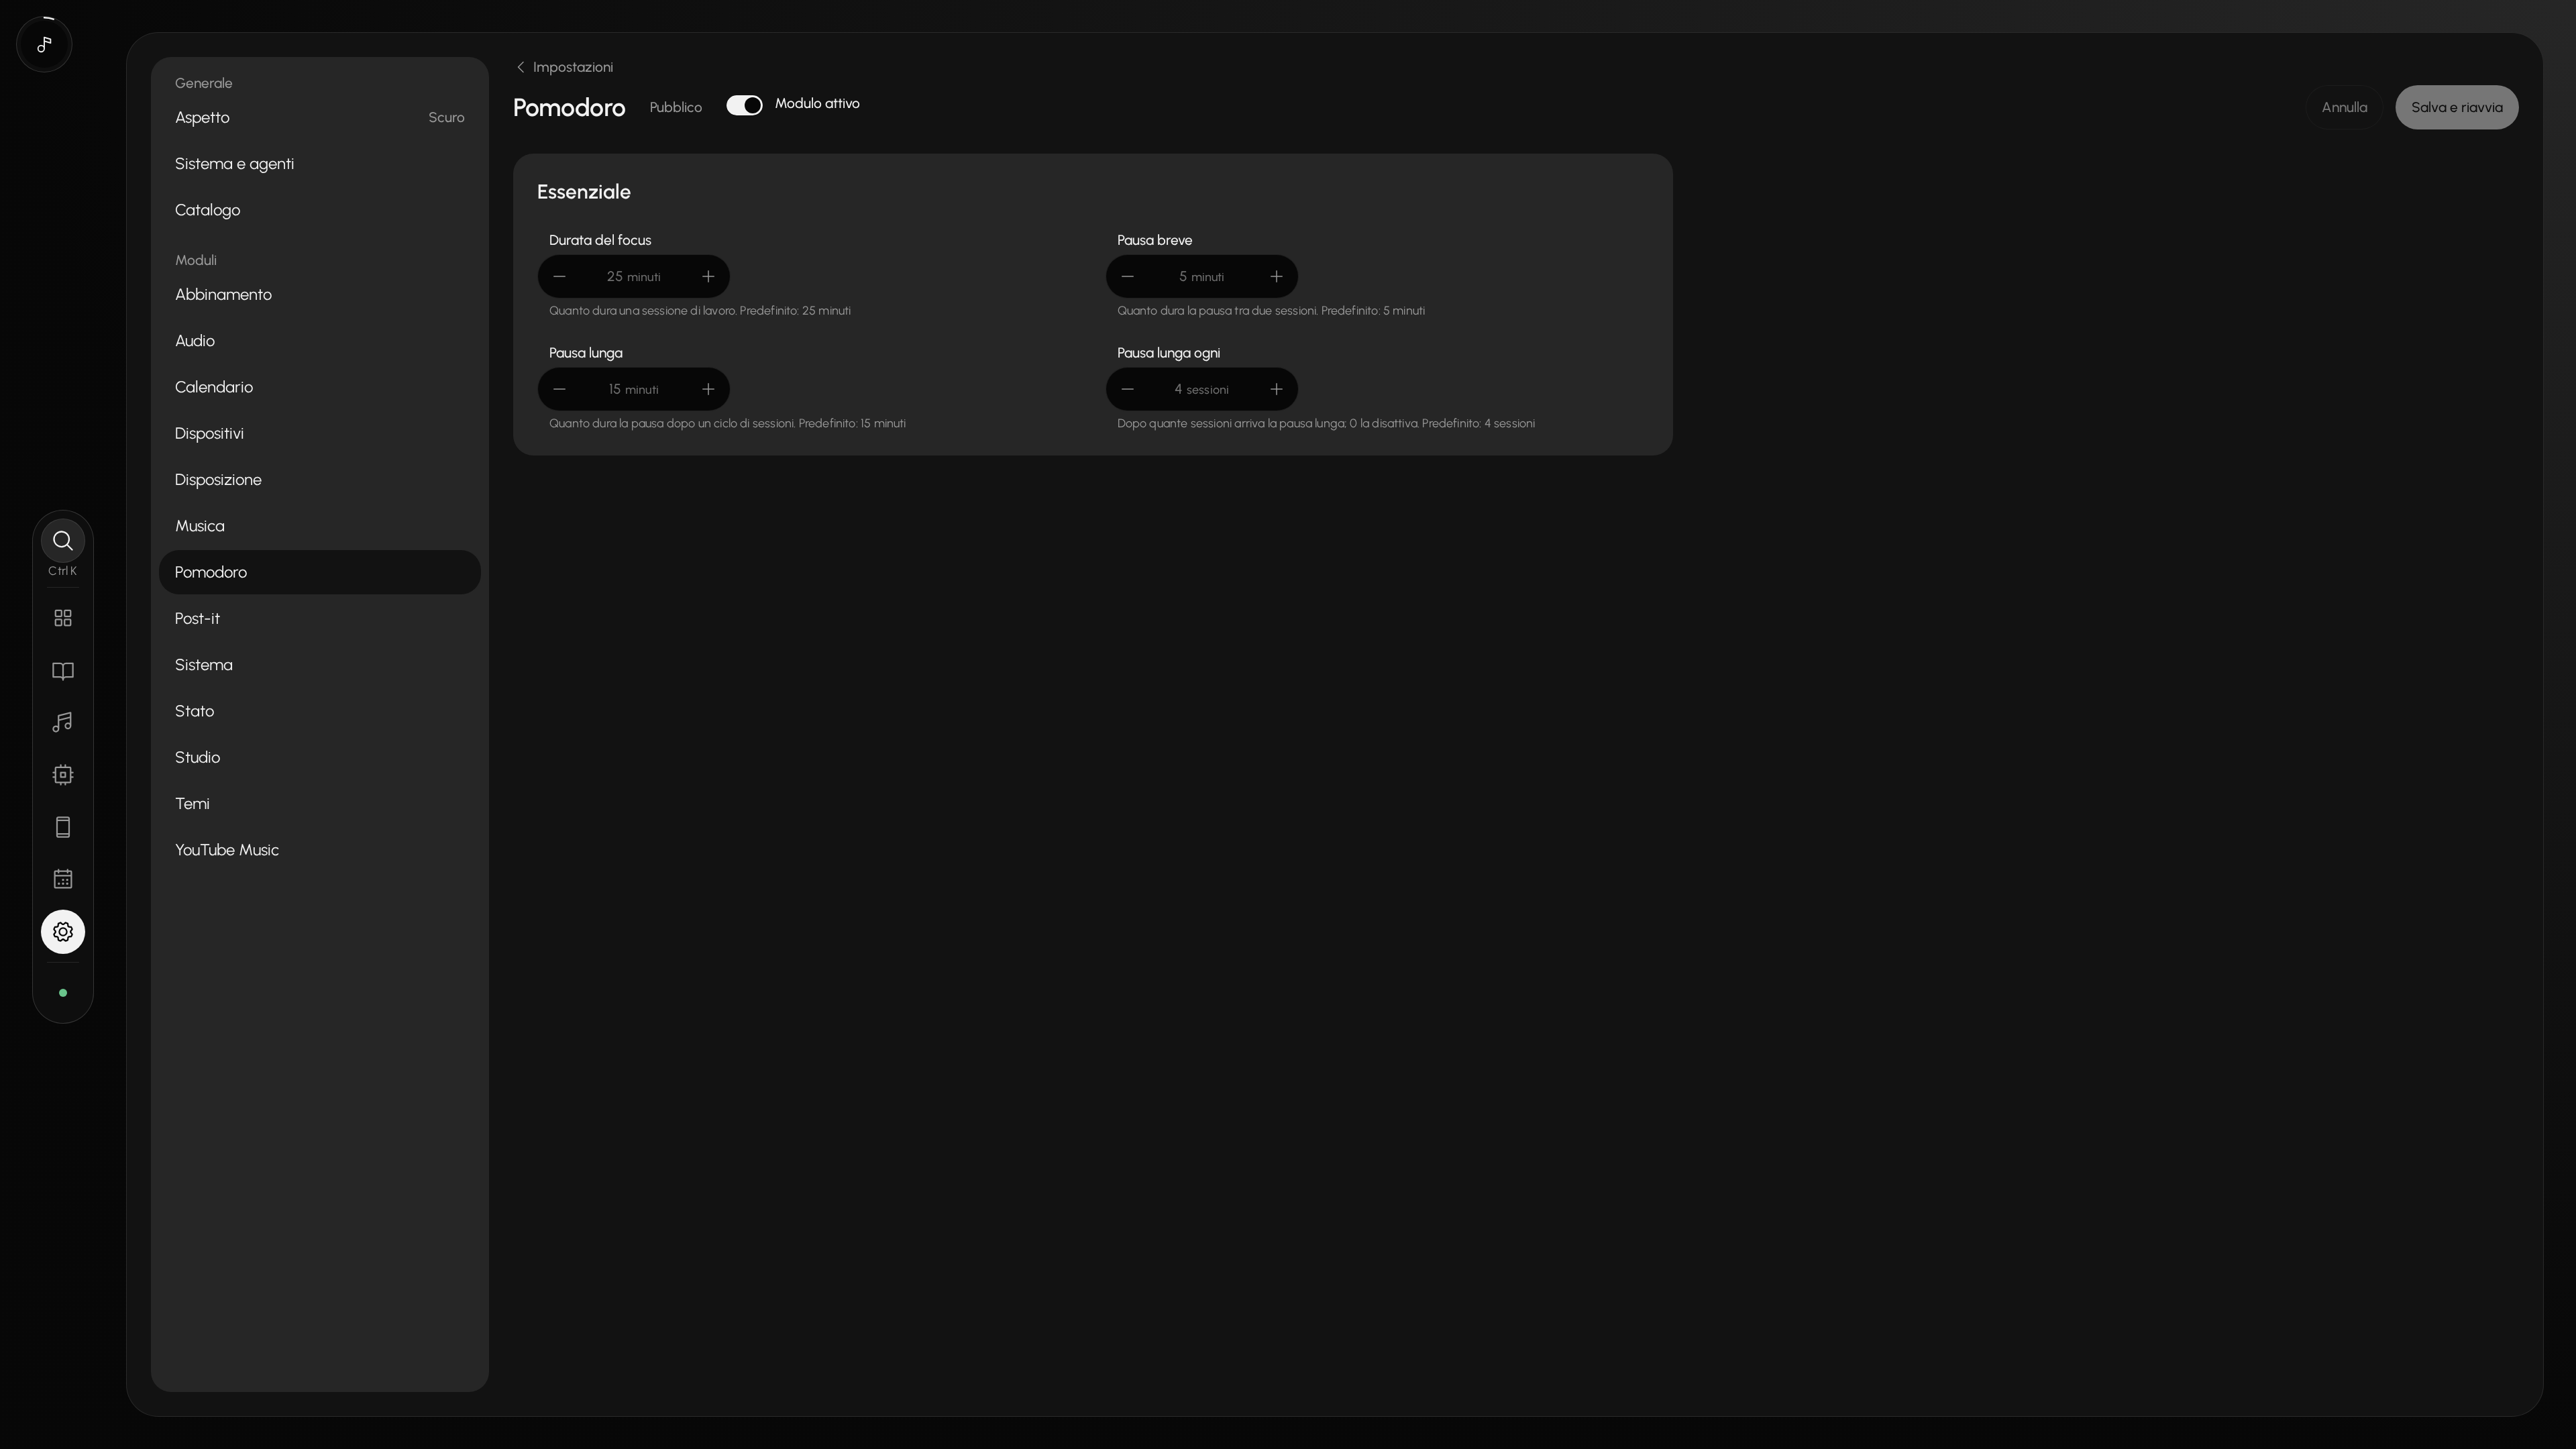 Generale
Aspetto Scuro
Sistema e agenti
Catalogo
Moduli
Abbinamento
Audio
Calendario
Dispositivi
Disposizione
Musica
Pomodoro
Post-it
Sistema
Stato
Studio
Temi
YouTube Music
Ctrl K
Impostazioni
Pomodoro Pubblico Modulo attivo Annulla Salva e riavvia
Essenziale
Durata del focus
25 minuti
Quanto dura una sessione di lavoro. Predefinito: 25 minuti
Pausa breve
5 minuti
Quanto dura la pausa tra due sessioni. Predefinito: 5 minuti
Pausa lunga
15 minuti
Quanto dura la pausa dopo un ciclo di sessioni. Predefinito: 15 minuti
Pausa lunga ogni
4 sessioni
Dopo quante sessioni arriva la pausa lunga; 0 la disattiva. Predefinito: 4 sessioni